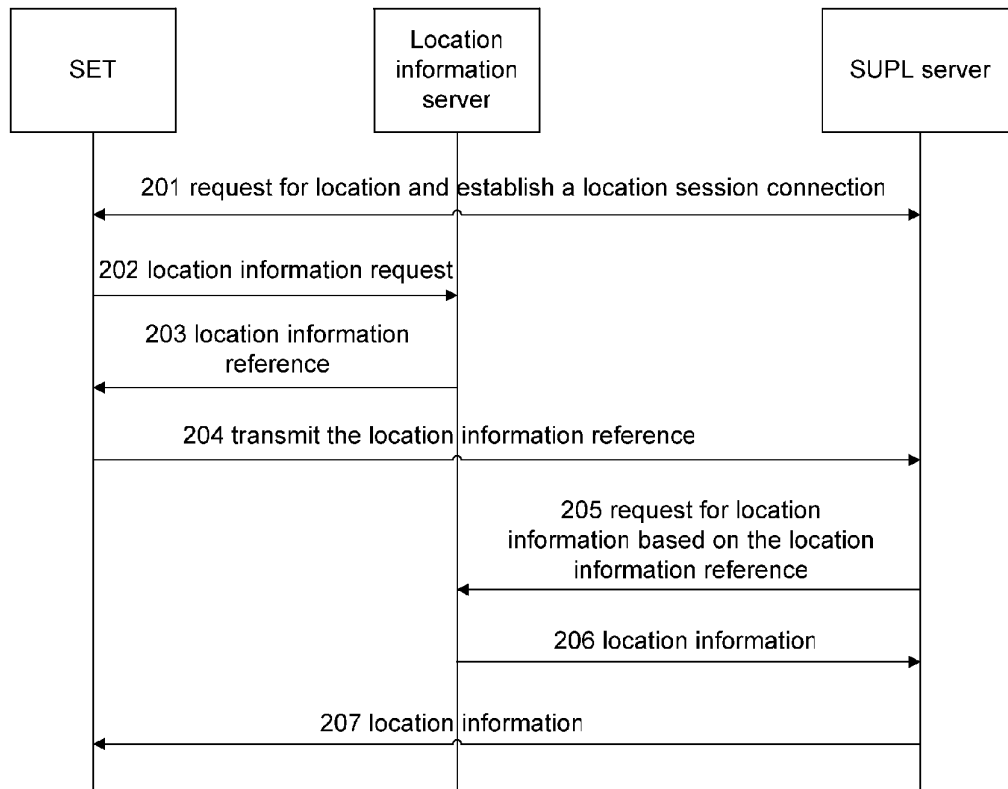 SET
Location
information
server
SUPL server
201 request for location and establish a location session connection
202 location information request
203 location information
reference
204 transmit the location information reference
205 request for location
information based on the location
information reference
206 location information
207 location information